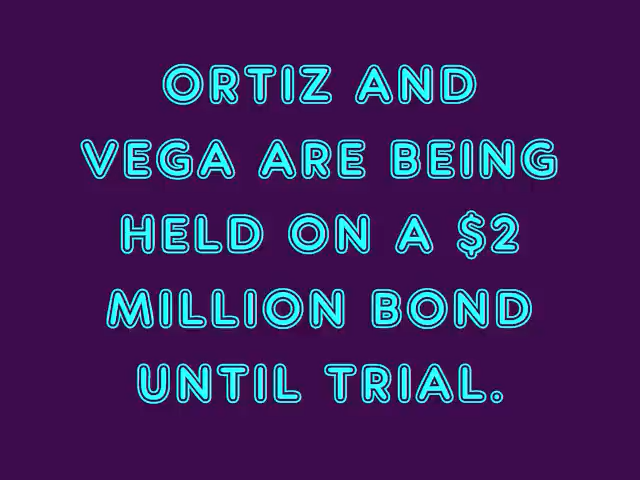 ORTIZ AND
VEGA ARE BEING
HELD ON A $2
MILLION BOND
UNTIL TRIAL.